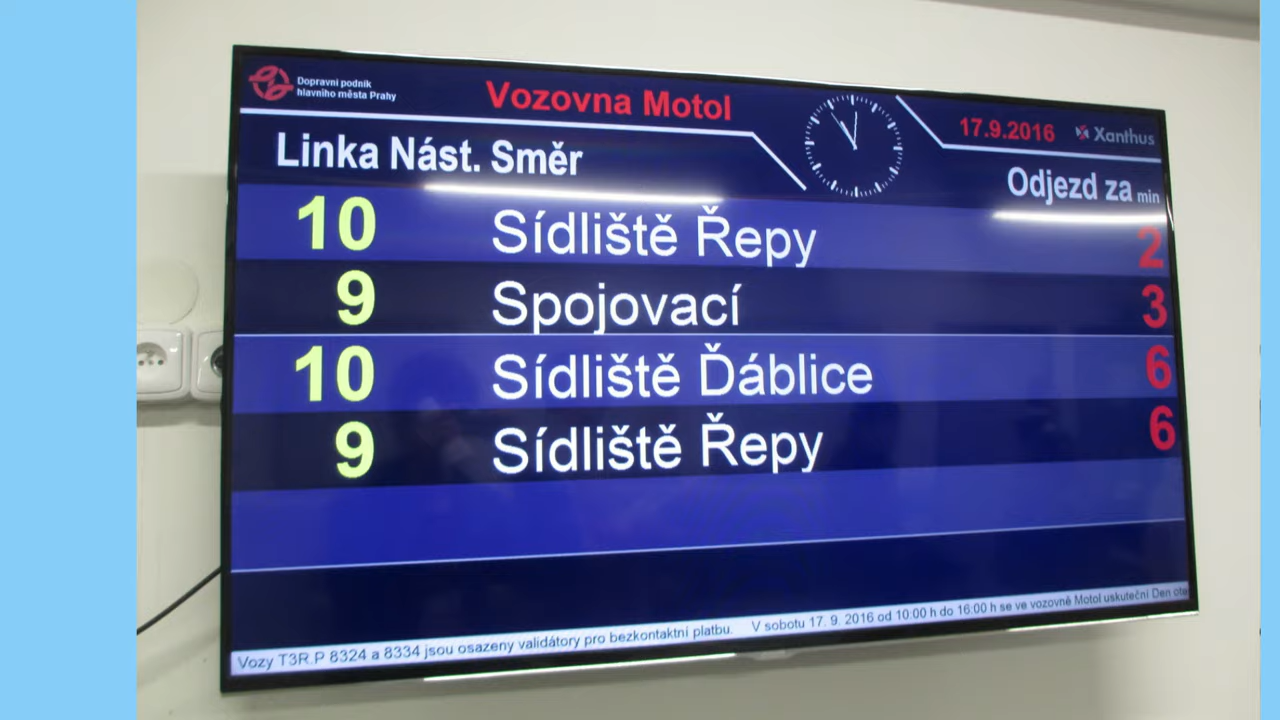 Dopravní podnik
hlavního města Prahy
Vozovna Motol
17.9.2016
Xanthus
Linka Nást. Směr
Odjezd za min
10 Sídliště Řepy 2
9 Spojovací 3
10 Sídliště Ďáblice 6
9 Sídliště Řepy 6
Vozy T3R.P 8324 a 8334 jsou osazeny validátory pro bezkontaktní platbu. V sobotu 17. 9. 2016 od 10:00 h do 16:00 h se ve vozovně Motol uskuteční Den ote